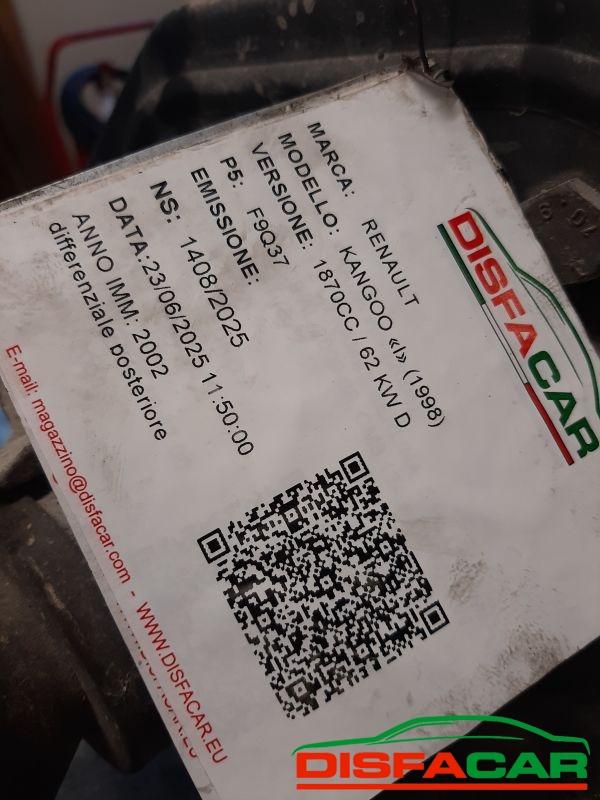 DISFACAR
MARCA: RENAULT
MODELLO: KANGOO «I» (1998)
VERSIONE: 1870CC / 62 KW D
P5: F9Q37
EMISSIONE:
NS: 1408/2025
DATA:23/06/2025 11:50:00
ANNO IMM: 2002
differenziale posteriore
E-mail: magazzino@disfacar.com - WWW.DISFACAR.EU
DISFACAR